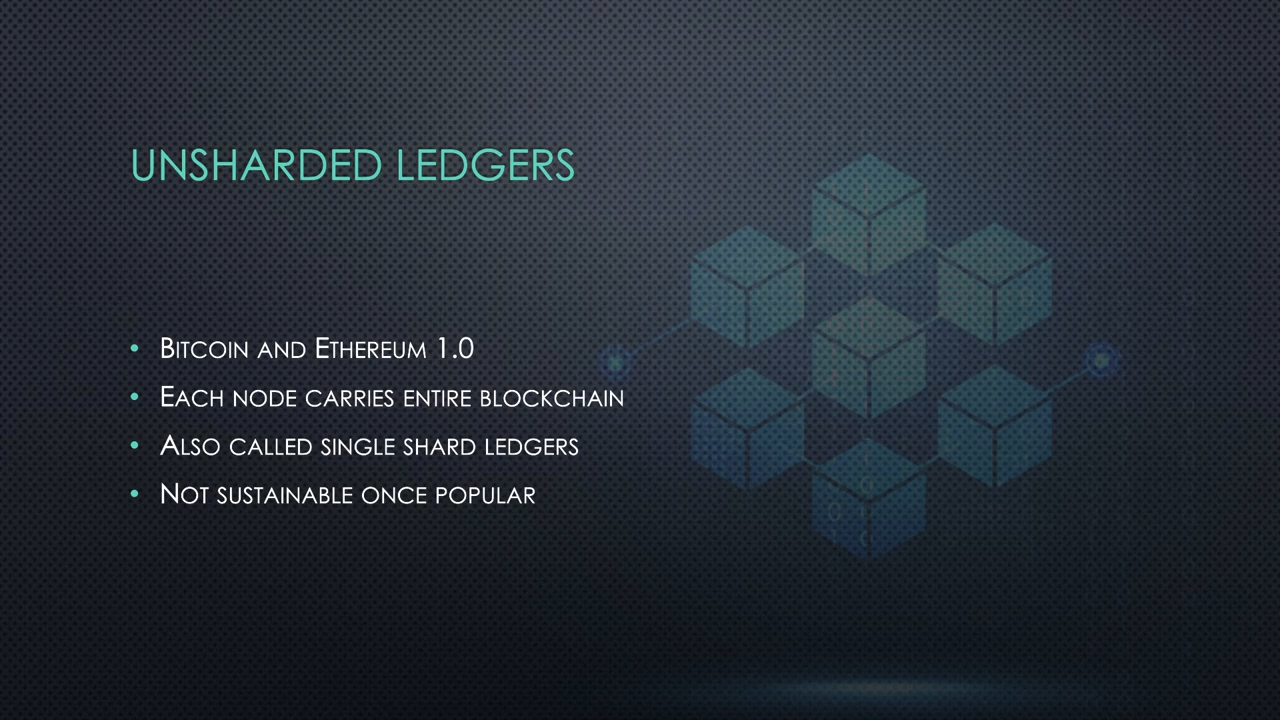 UNSHARDED LEDGERS
• BITCOIN AND ETHEREUM 1.0
• EACH NODE CARRIES ENTIRE BLOCKCHAIN
• ALSO CALLED SINGLE SHARD LEDGERS
• NOT SUSTAINABLE ONCE POPULAR